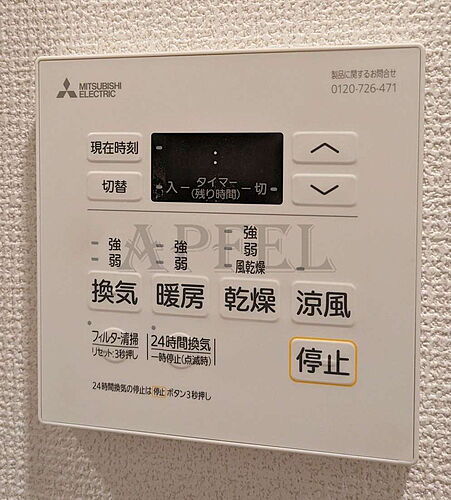 MITSUBISHI
ELECTRIC
製品に関するお問合せ
0120-726-471
現在時刻
切替
:
入 タイマー 切
(残り時間)
APFEL
強 強 強
弱 弱 弱
風乾燥
換気 暖房 乾燥 涼風
フィルター清掃 24時間換気
リセット:3秒押し 一時停止(点滅時)
停止
24時間換気の停止は 停止 ボタン3秒押し